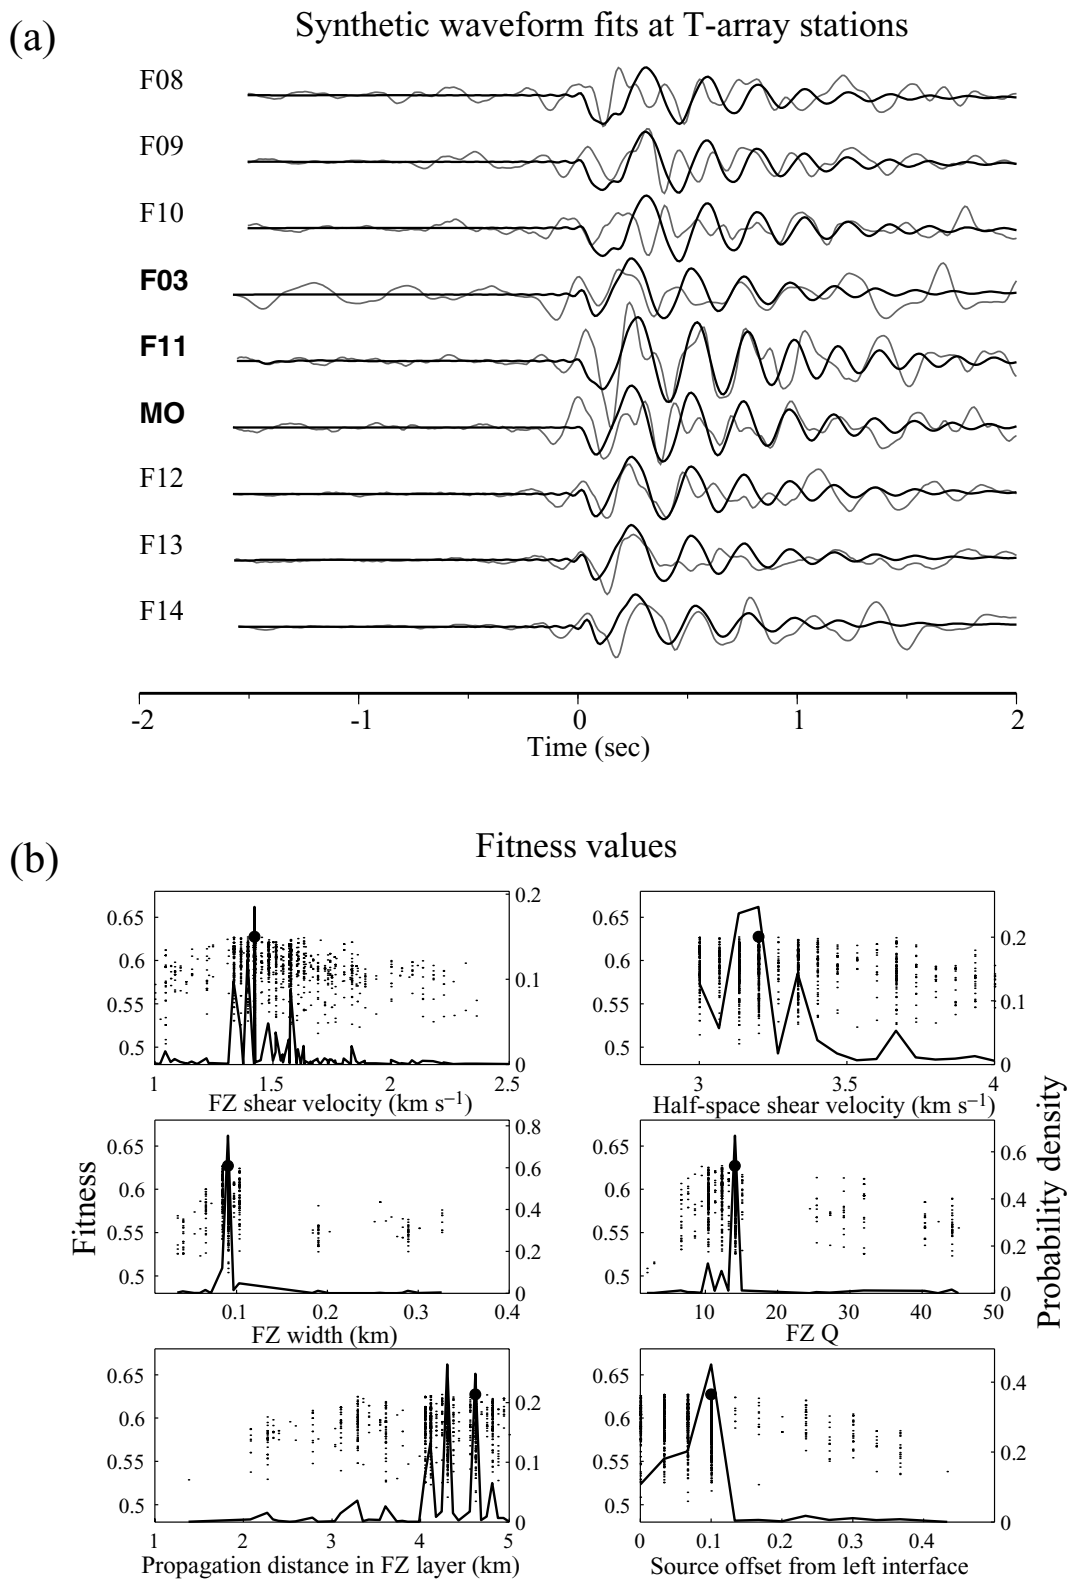 (a)
Synthetic waveform fits at T-array stations
F08
F09
F10
F03
F11
MO
F12
F13
F14
-2 -1 0 1 2
Time (sec)
(b)
Fitness values
Fitness
Probability density
0.65 0.6 0.55 0.5
0.2 0.1 0
1 1.5 2 2.5
FZ shear velocity (km s⁻¹)
0.65 0.6 0.55 0.5
0.2 0.1 0
3 3.5 4
Half-space shear velocity (km s⁻¹)
0.65 0.6 0.55 0.5
0.8 0.6 0.4 0.2 0
0.1 0.2 0.3 0.4
FZ width (km)
0.65 0.6 0.55 0.5
0.6 0.4 0.2 0
10 20 30 40 50
FZ Q
0.65 0.6 0.55 0.5
0.2 0.1 0
1 2 3 4 5
Propagation distance in FZ layer (km)
0.65 0.6 0.55 0.5
0.4 0.2 0
0 0.1 0.2 0.3 0.4
Source offset from left interface